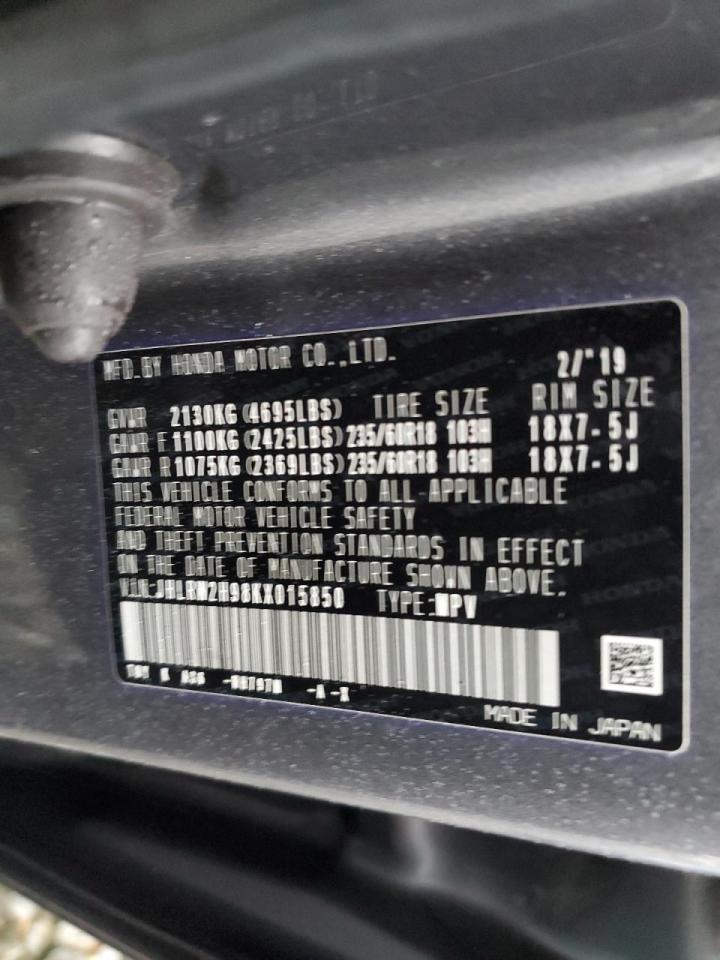 MFD.BY HONDA MOTOR CO.,LTD. 2/'19
GVWR 2130KG(4695LBS) TIRE SIZE RIM SIZE
GAWR F 1100KG(2425LBS) 235/60R18 103H 18X7-5J
GAWR R 1075KG(2369LBS) 235/60R18 103H 18X7-5J
THIS VEHICLE CONFORMS TO ALL APPLICABLE
FEDERAL MOTOR VEHICLE SAFETY
AND THEFT PREVENTION STANDARDS IN EFFECT
ON THE DATE OF MANUFACTURE SHOWN ABOVE.
V.I.N:JHLRW2H98KX015850 TYPE:MPV
-A -X
MADE IN JAPAN